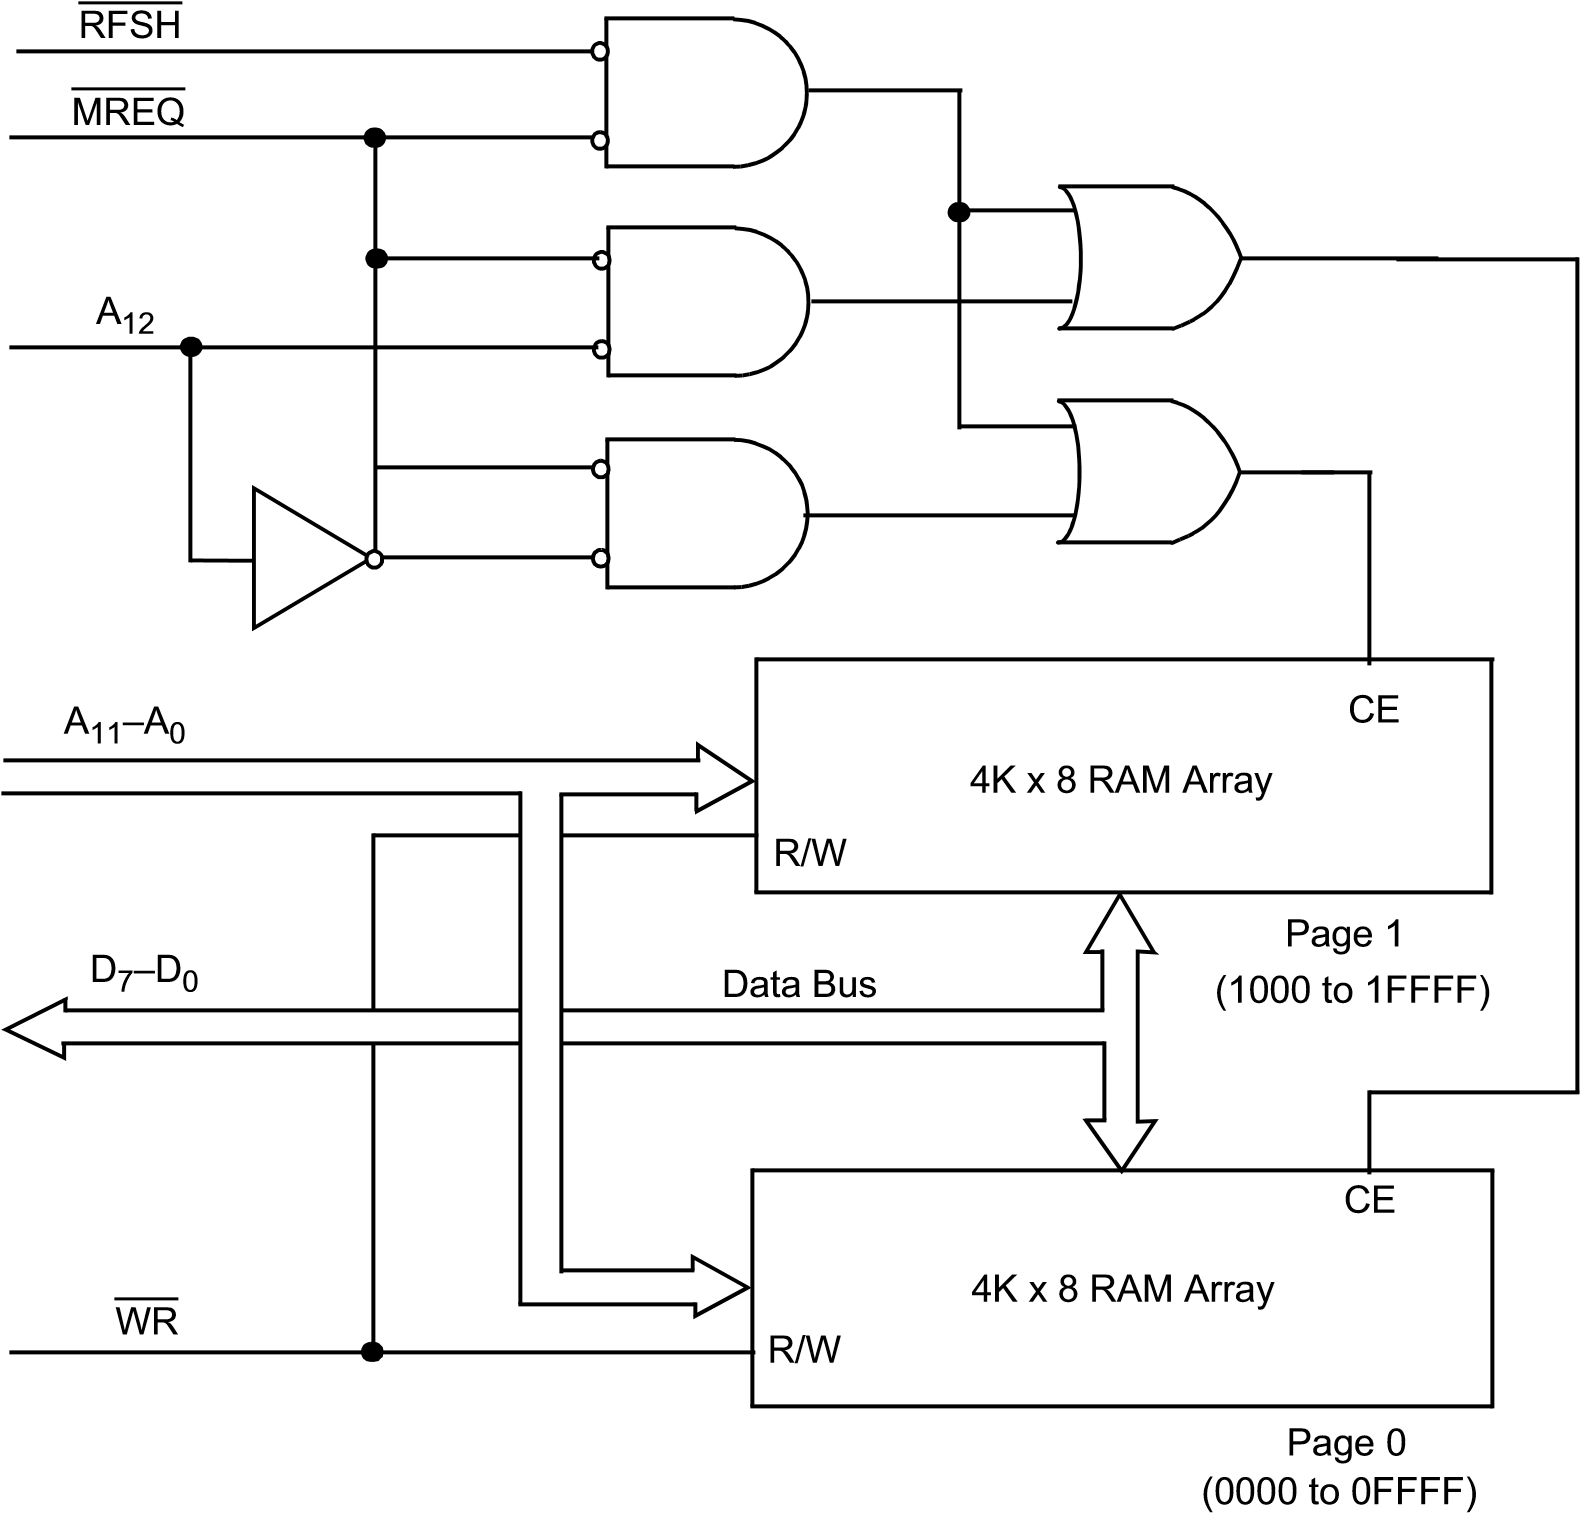 RFSH
MREQ
A12
A11–A0
CE
4K x 8 RAM Array
R/W
Page 1
(1000 to 1FFFF)
D7–D0
Data Bus
CE
4K x 8 RAM Array
WR
R/W
Page 0
(0000 to 0FFFF)